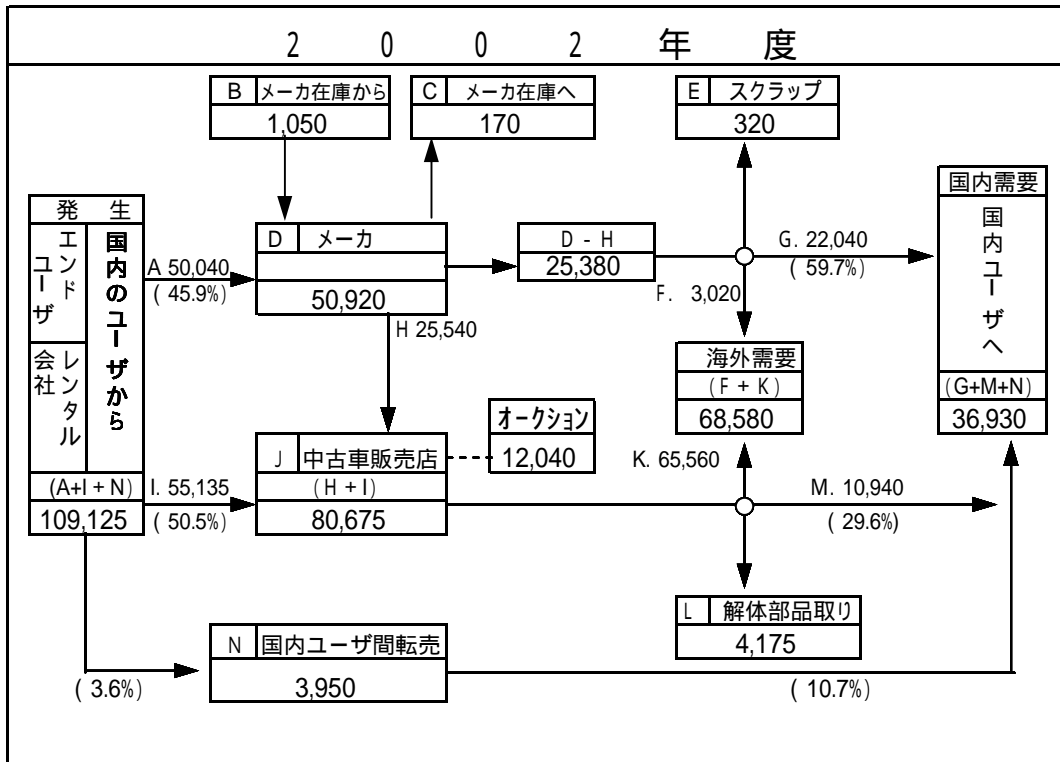 2002年度
B メーカ在庫から
1,050
C メーカ在庫へ
170
E スクラップ
320
国内需要
国内ユーザへ
(G+M+N)
36,930
発生
エンドユーザ
レンタル会社
国内のユーザから
(A+I+N)
109,125
A 50,040
(45.9%)
D メーカ
50,920
D-H
25,380
G. 22,040
(59.7%)
F. 3,020
H 25,540
海外需要
(F+K)
68,580
オークション
12,040
J 中古車販売店
(H+I)
80,675
I. 55,135
(50.5%)
K. 65,560
M. 10,940
(29.6%)
L 解体部品取り
4,175
N 国内ユーザ間転売
3,950
(3.6%)
(10.7%)